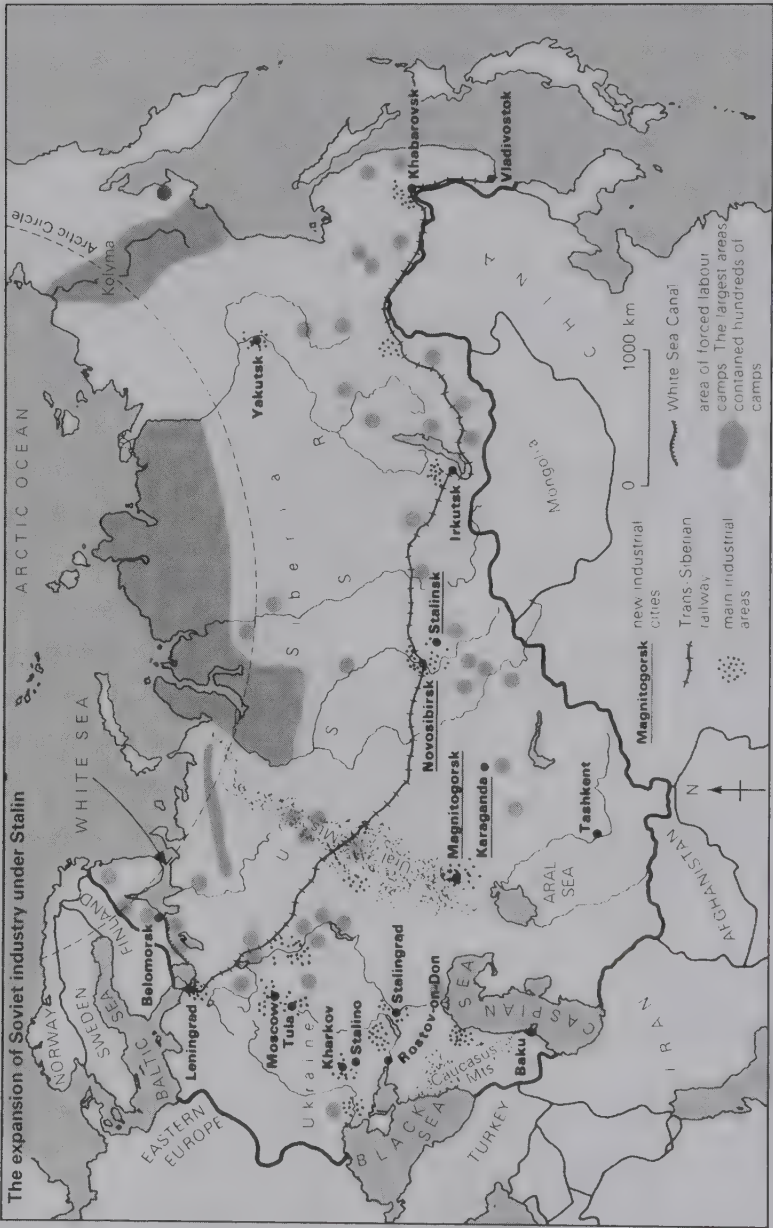 The expansion of Soviet industry under Stalin
ARCTIC OCEAN
WHITE SEA
Arctic Circle
Kolyma
NORWAY
SWEDEN
FINLAND
BALTIC
SEA
EASTERN
EUROPE
Belomorsk
Leningrad
Moscow
Tula
Ukraine
Kharkov
Stalino
Stalingrad
Rostov-on-Don
BLACK
SEA
TURKEY
Caucasus
Mts
CASPIAN
SEA
Baku
IRAN
U S S R
Ural Mts
Siberia
Yakutsk
Magnitogorsk
Karaganda
ARAL
SEA
Tashkent
AFGHANISTAN
Novosibirsk
Stalinsk
Irkutsk
Mongolia
CHINA
Khabarovsk
Vladivostok
N
0 1000 km
Magnitogorsk new industrial
cities
Trans-Siberian
railway
main industrial
areas
White Sea Canal
area of forced labour
camps The largest areas
contained hundreds of
camps